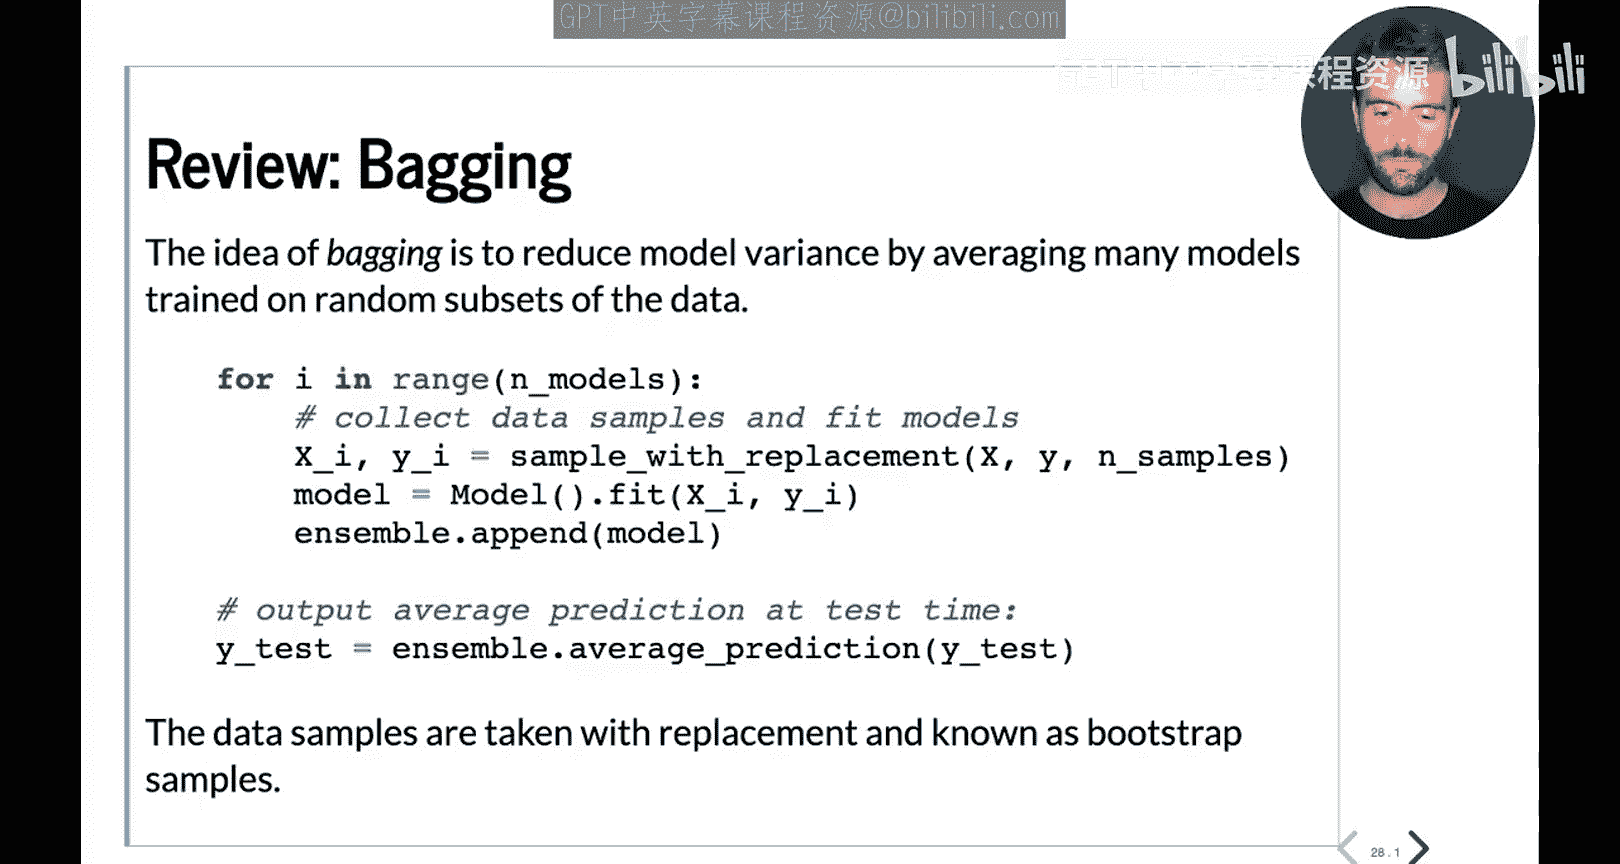 GPT中英字幕课程资源@bilibili.com
课程资源 bilibili
Review: Bagging
The idea of bagging is to reduce model variance by averaging many models
trained on random subsets of the data.
for i in range(n_models):
# collect data samples and fit models
X_i, y_i = sample_with_replacement(X, y, n_samples)
model = Model().fit(X_i, y_i)
ensemble.append(model)
# output average prediction at test time:
y_test = ensemble.average_prediction(y_test)
The data samples are taken with replacement and known as bootstrap
samples.
28.1